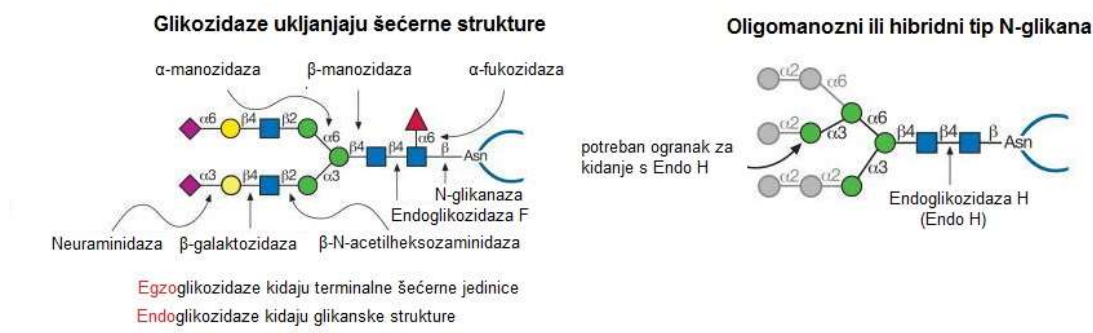 Glikozidaze ukljanjaju šećerne strukture
α-manozidaza β-manozidaza α-fukozidaza
α6 β4 β2 α6 β4 β4 α6 β Asn
α3 β4 β2 α3
N-glikanaza
Endoglikozidaza F
Neuraminidaza β-galaktozidaza β-N-acetilheksozaminidaza
Egzoglikozidaze kidaju terminalne šećerne jedinice
Endoglikozidaze kidaju glikanske strukture
Oligomanozni ili hibridni tip N-glikana
α2 α6
α2 α3 α6 β4 β4 β Asn
α2 α2 α3
potreban ogranak za
kidanje s Endo H
Endoglikozidaza H
(Endo H)